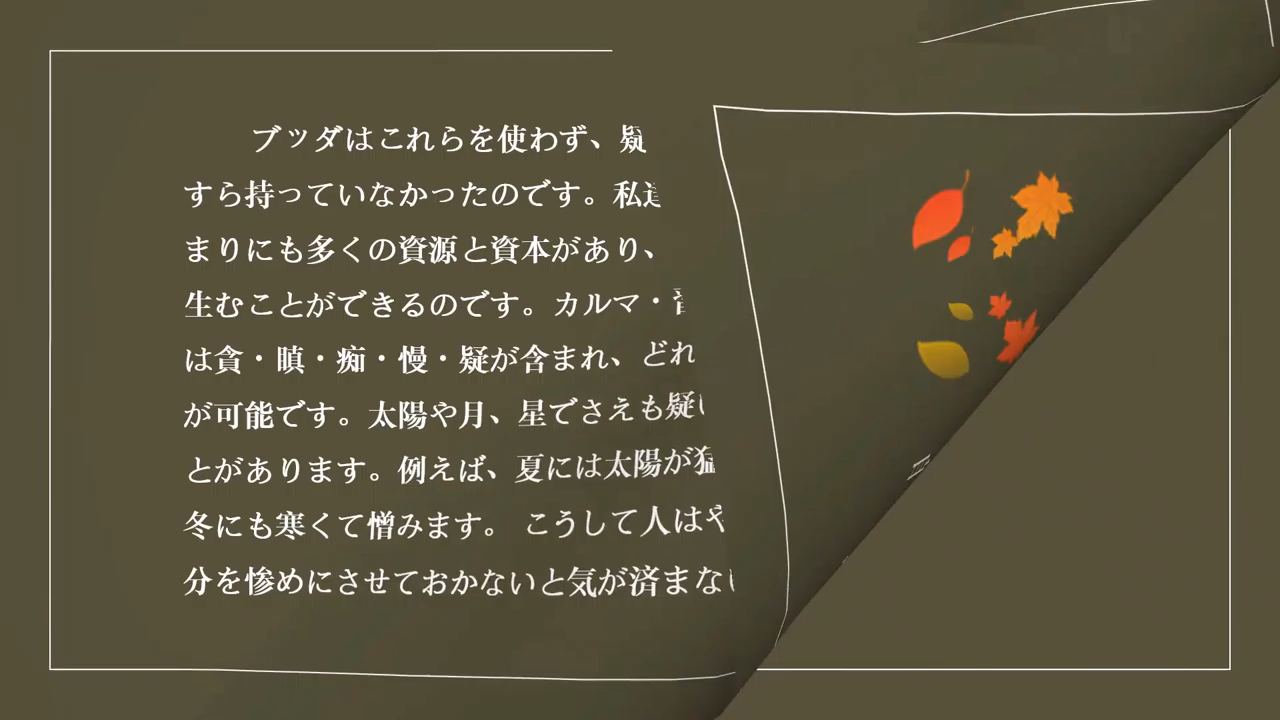 ブッダはこれらを使わず、疑
すら持っていなかったのです。私
まりにも多くの資源と資本があり、
生むことができるのです。カルマ・
は貪・瞋・痴・慢・疑が含まれ、どれ
が可能です。太陽や月、星でさえも疑
とがあります。例えば、夏には太陽が猛
冬にも寒くて憎みます。 こうして人はや
分を惨めにさせておかないと気が済まな